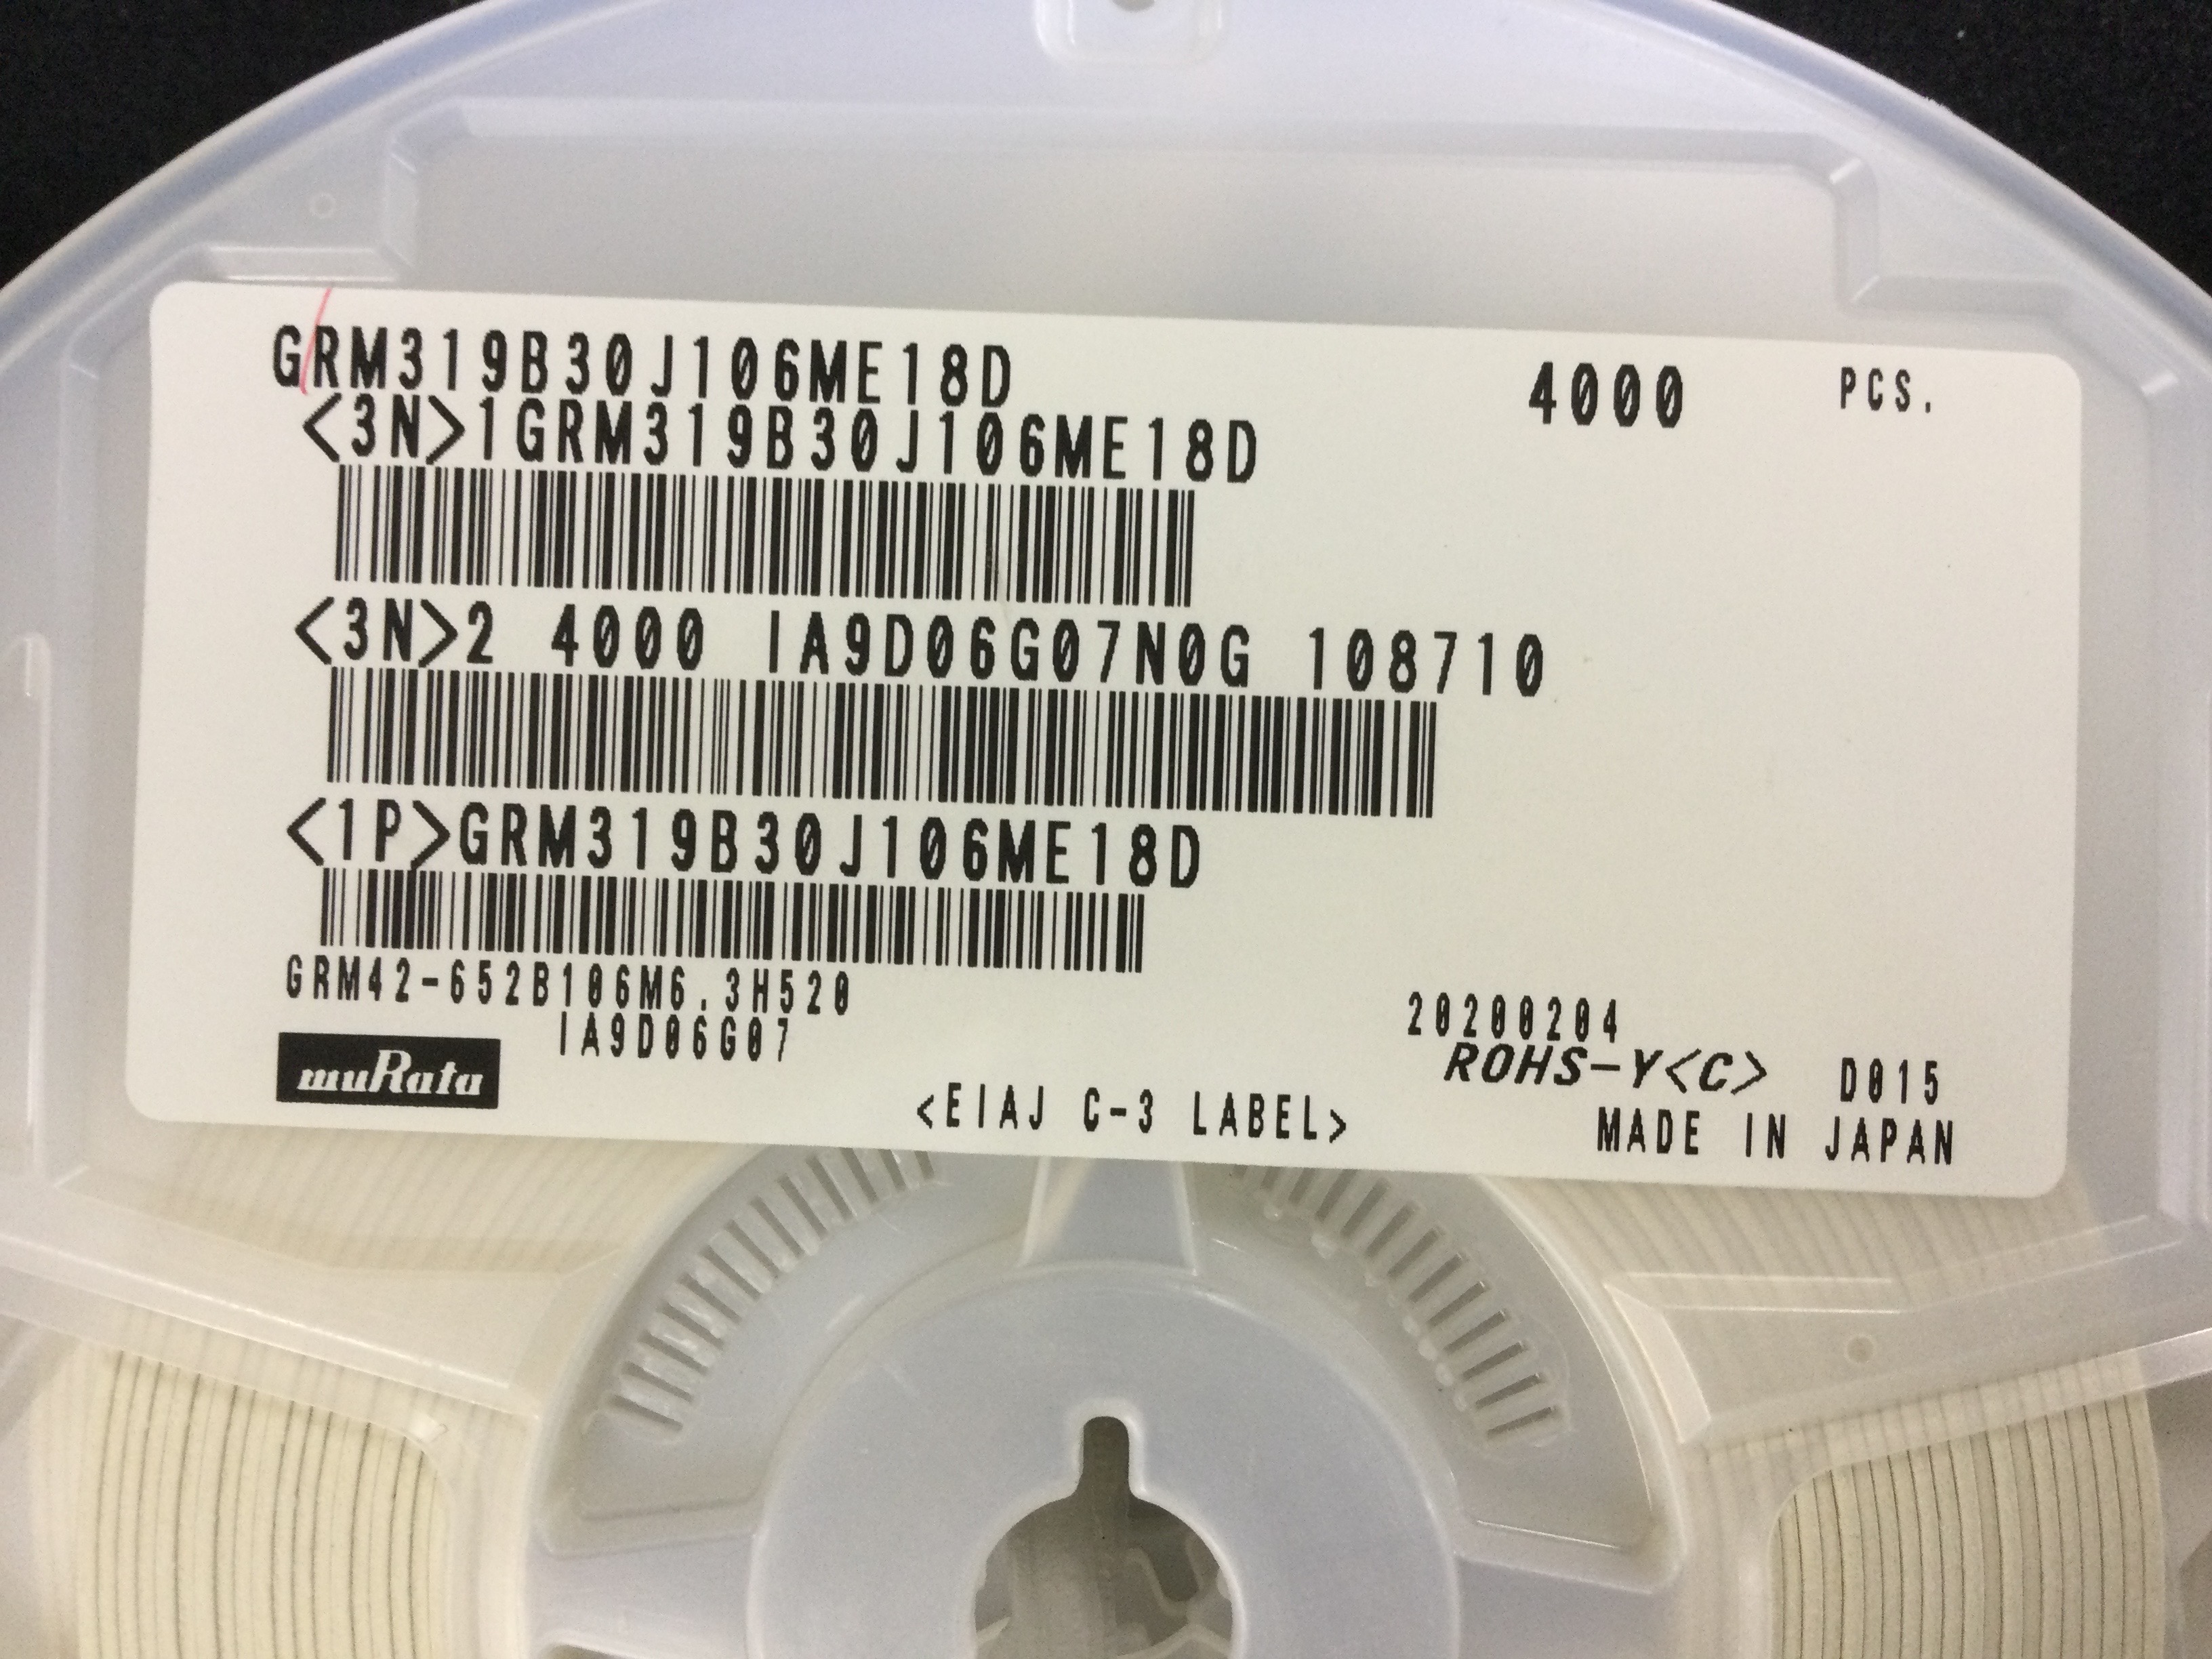 GRM319B30J106ME18D 4000 PCS.
<3N>1GRM319B30J106ME18D
<3N>2 4000 IA9D06G07N0G 108710
<1P>GRM319B30J106ME18D
GRM42-652B106M6.3H520
IA9D06G07
20200204
muRata
ROHS-Y<C> D015
<EIAJ C-3 LABEL>
MADE IN JAPAN